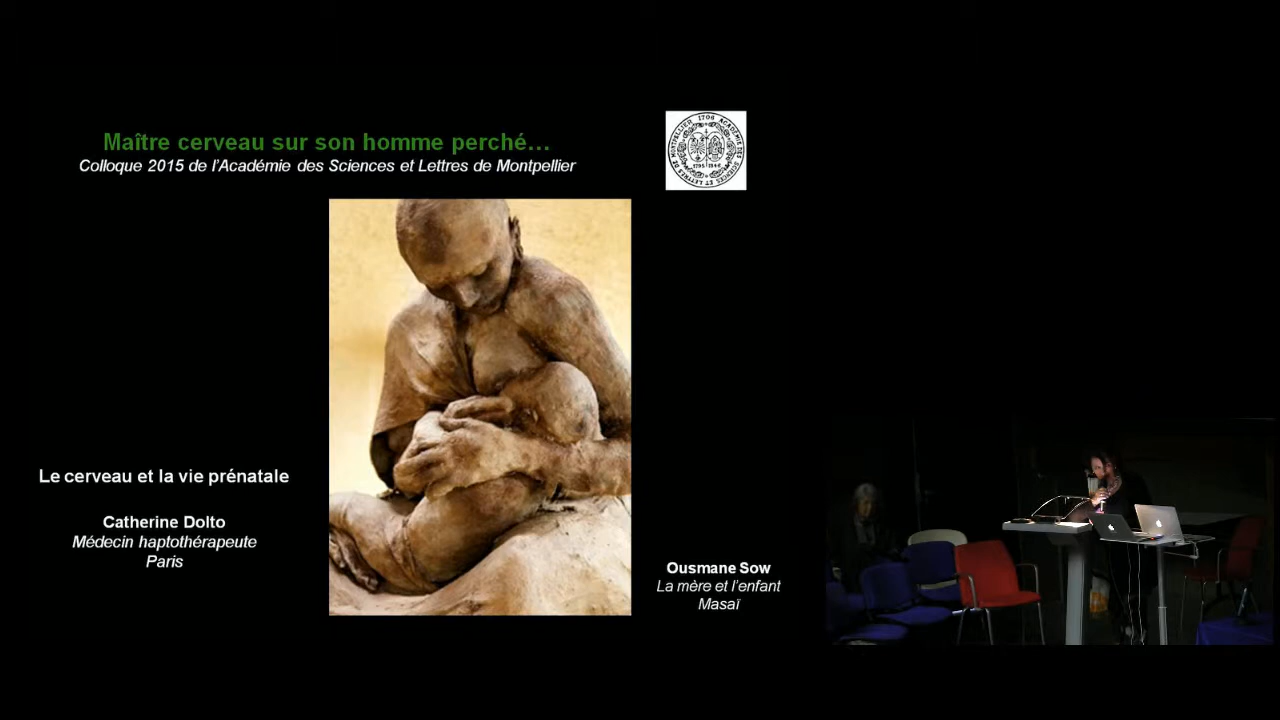 Maître cerveau sur son homme perché...
Colloque 2015 de l'Académie des Sciences et Lettres de Montpellier
Le cerveau et la vie prénatale
Catherine Dolto
Médecin haptothérapeute
Paris
Ousmane Sow
La mère et l'enfant
Masaï